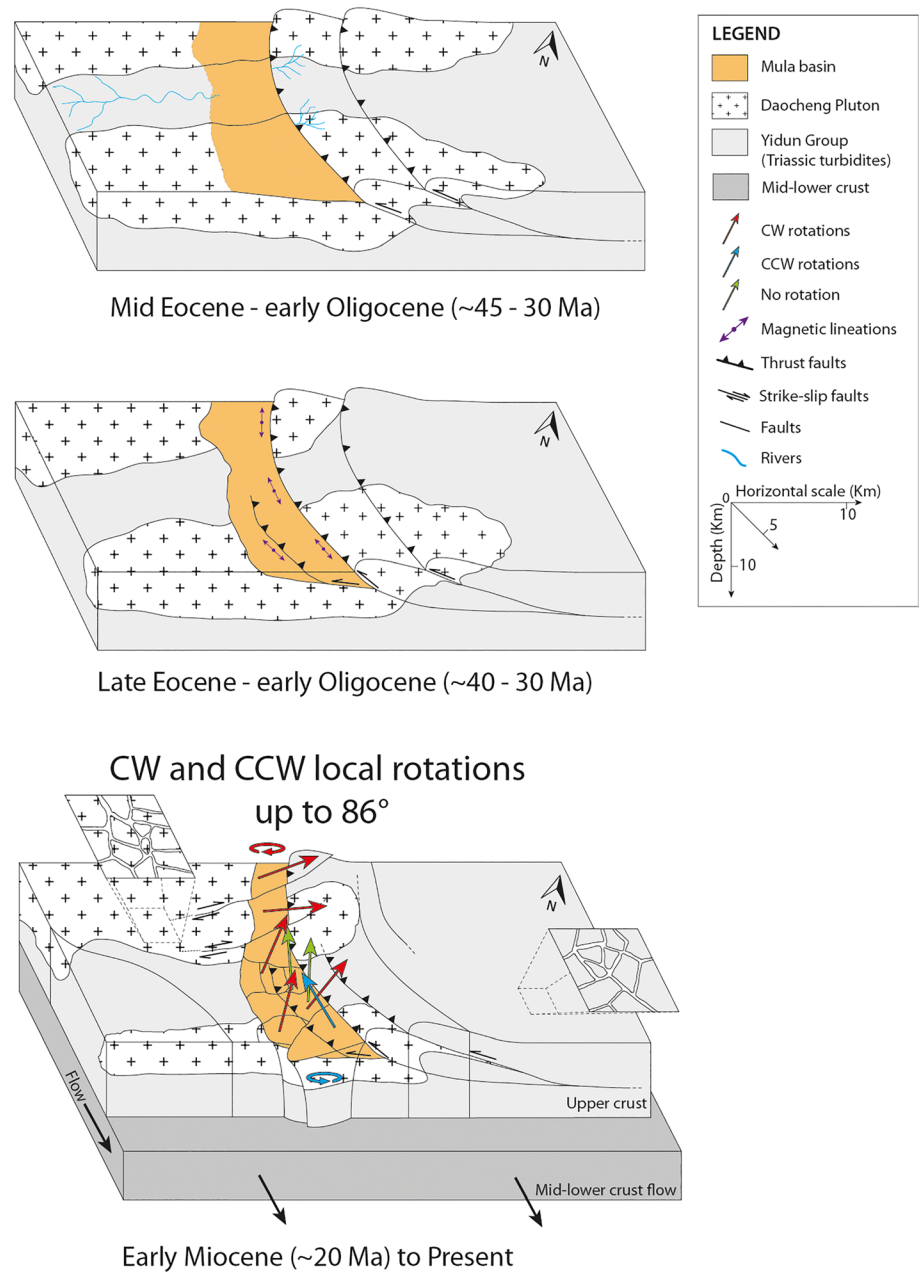 N
Mid Eocene - early Oligocene (~45 - 30 Ma)
LEGEND
Mula basin
Daocheng Pluton
Yidun Group
(Triassic turbidites)
Mid-lower crust
CW rotations
CCW rotations
No rotation
Magnetic lineations
Thrust faults
Strike-slip faults
Faults
Rivers
Horizontal scale (Km)
0
10
5
10
Depth (Km)
N
Late Eocene - early Oligocene (~40 - 30 Ma)
CW and CCW local rotations
up to 86°
N
Flow
Upper crust
Mid-lower crust flow
Early Miocene (~20 Ma) to Present